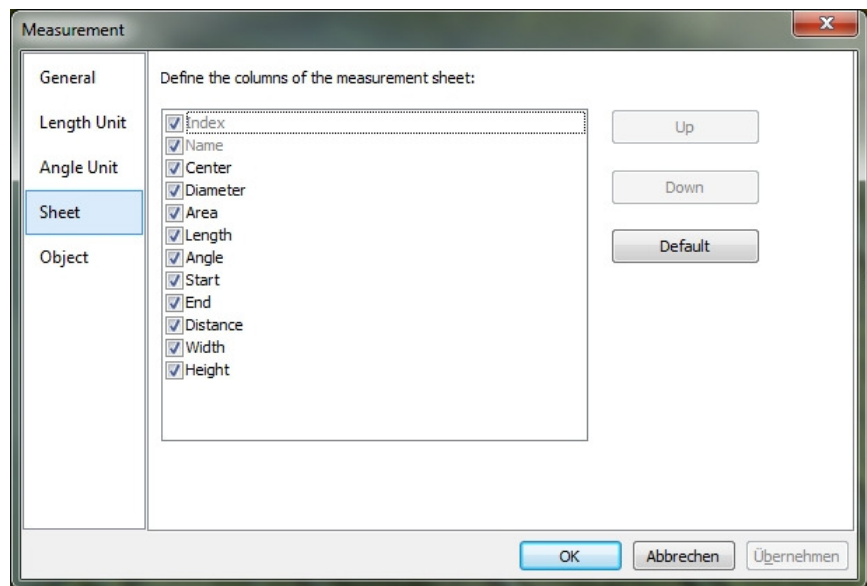 Measurement
General
Length Unit
Angle Unit
Sheet
Object
Define the columns of the measurement sheet:
Index
Name
Center
Diameter
Area
Length
Angle
Start
End
Distance
Width
Height
Up
Down
Default
OK
Abbrechen
Übernehmen